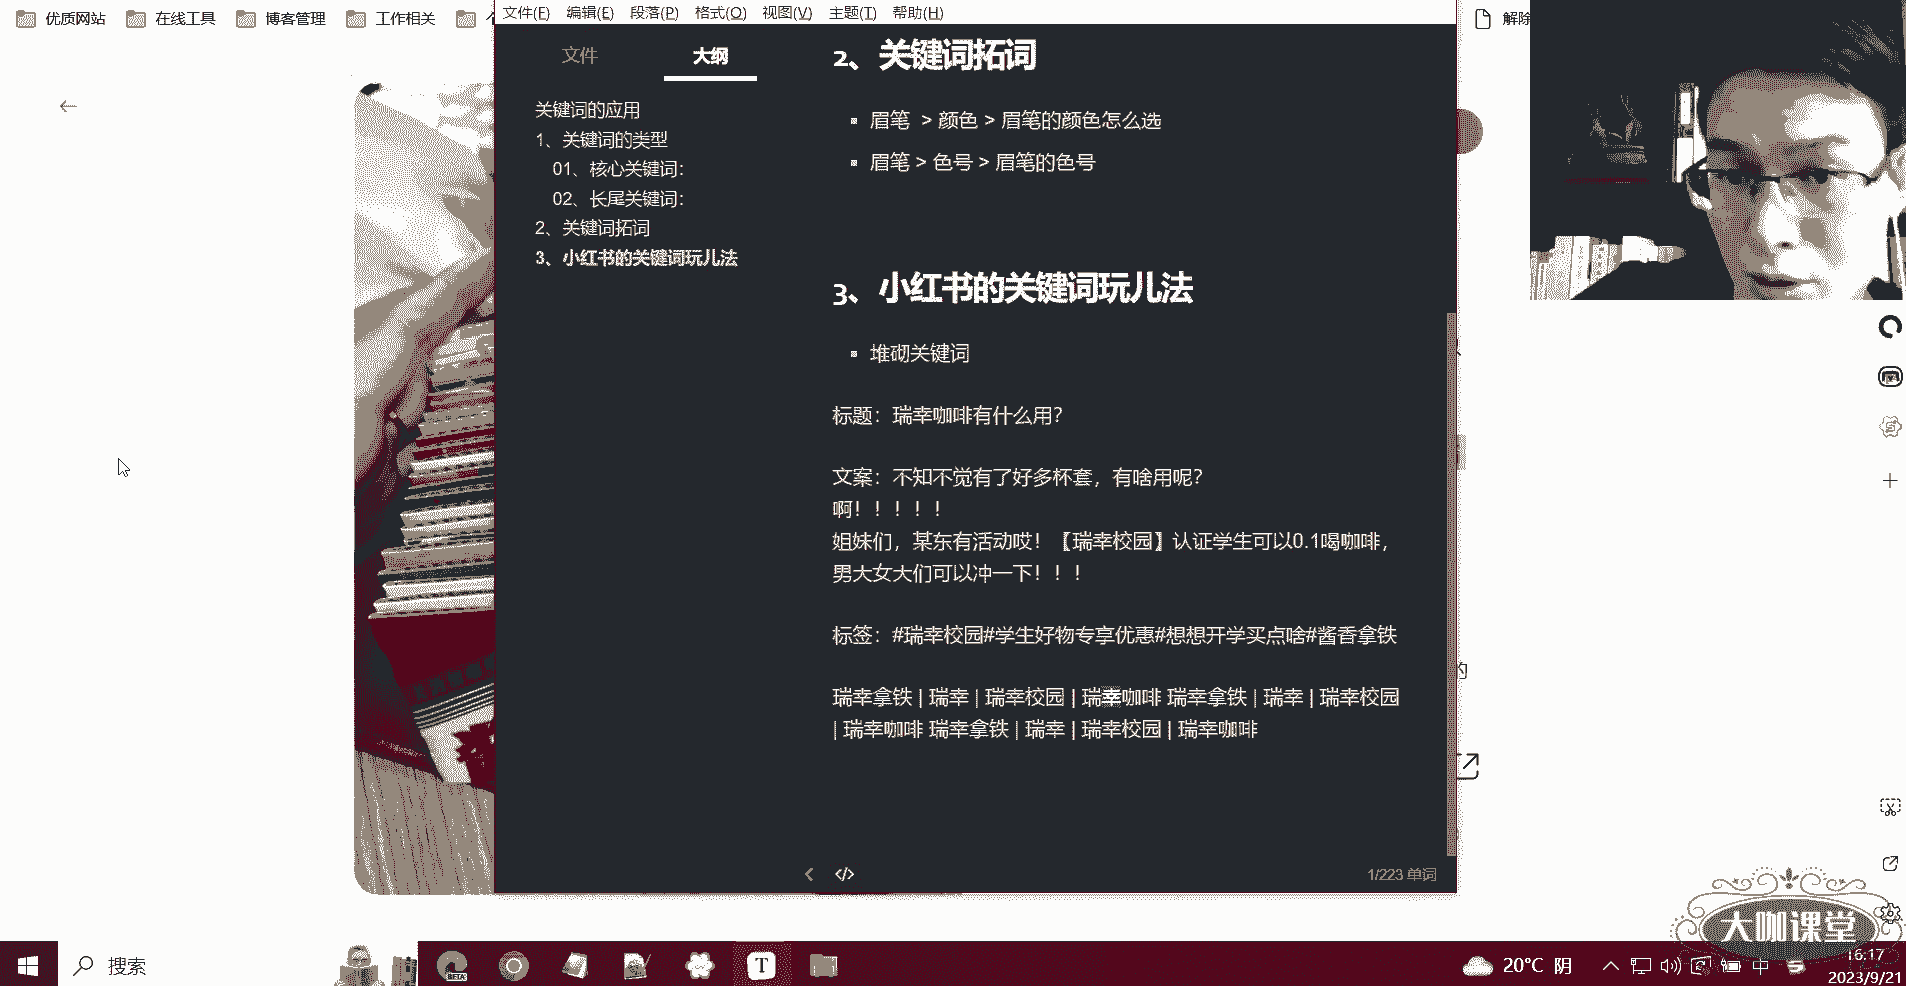 优质网站 在线工具 博客管理 工作相关
文件(F) 编辑(E) 段落(P) 格式(O) 视图(V) 主题(T) 帮助(H)
解除
文件 大纲
关键词的应用
1、关键词的类型
01、核心关键词：
02、长尾关键词：
2、关键词拓词
3、小红书的关键词玩儿法
2、关键词拓词
眉笔 > 颜色 > 眉笔的颜色怎么选
眉笔 > 色号 > 眉笔的色号
3、小红书的关键词玩儿法
堆砌关键词
标题：瑞幸咖啡有什么用？
文案：不知不觉有了好多杯套，有啥用呢？
啊！！！！！
姐妹们，某东有活动哎！【瑞幸校园】认证学生可以0.1喝咖啡，
男大女大们可以冲一下！！！
标签：#瑞幸校园#学生好物专享优惠#想想开学买点啥#酱香拿铁
瑞幸拿铁 | 瑞幸 | 瑞幸校园 | 瑞幸咖啡 瑞幸拿铁 | 瑞幸 | 瑞幸校园
| 瑞幸咖啡 瑞幸拿铁 | 瑞幸 | 瑞幸校园 | 瑞幸咖啡
的
</> 1/223 单词
大咖课堂
搜索
BETA
T
20°C 阴
中
16:17
2023/9/21